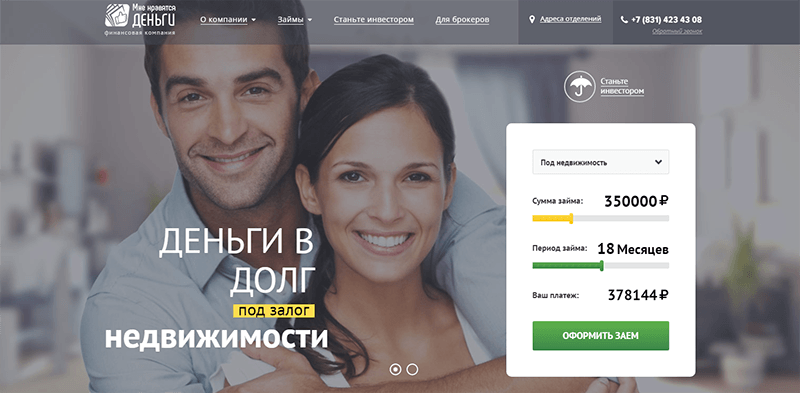 Мне нравятся
ДЕНЬГИ
финансовая компания
О компании
Займы
Станьте инвестором
Для брокеров
Адреса отделений
+7 (831) 423 43 08
Обратный звонок
Станьте
инвестором
Под недвижимость
Сумма займа: 350000 ₽
Период займа: 18 Месяцев
Ваш платеж: 378144 ₽
ОФОРМИТЬ ЗАЕМ
ДЕНЬГИ В
ДОЛГ
под залог
недвижимости